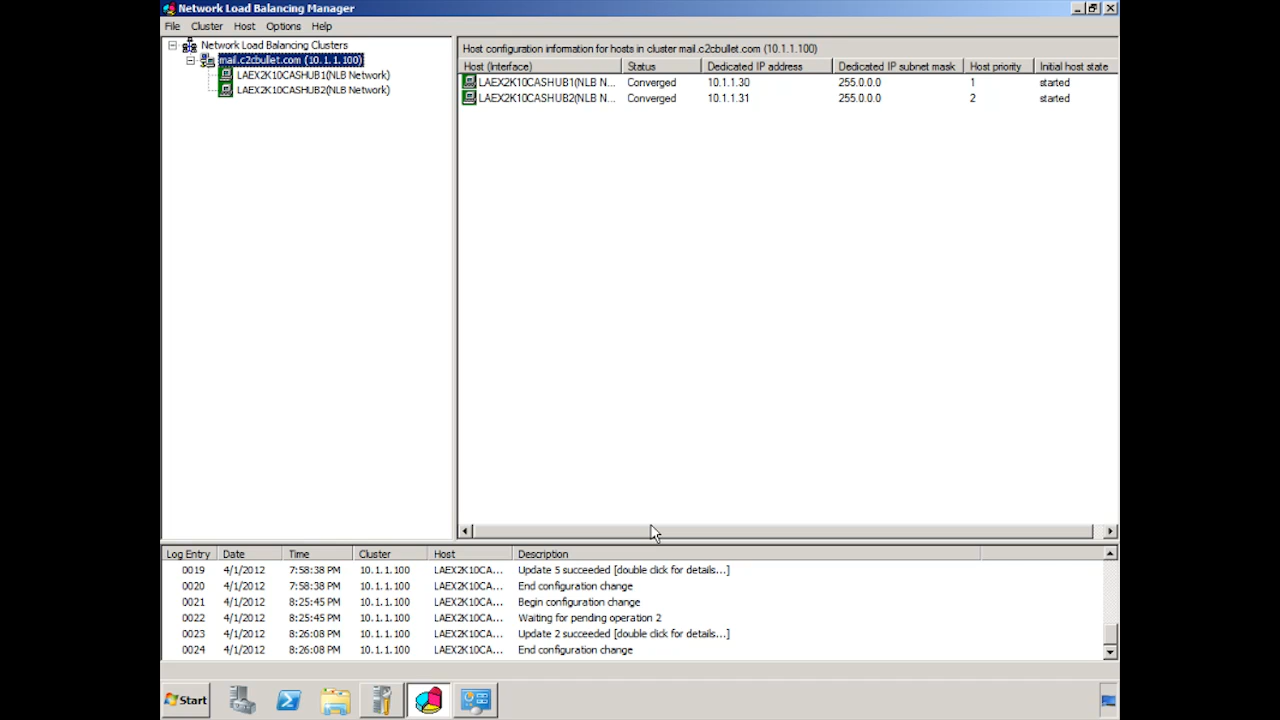 Network Load Balancing Manager
File Cluster Host Options Help
Network Load Balancing Clusters
mail.c2cbullet.com (10.1.1.100)
LAEX2K10CASHUB1(NLB Network)
LAEX2K10CASHUB2(NLB Network)
Host configuration information for hosts in cluster mail.c2cbullet.com (10.1.1.100)
Host (Interface) Status Dedicated IP address Dedicated IP subnet mask Host priority Initial host state
LAEX2K10CASHUB1(NLB N... Converged 10.1.1.30 255.0.0.0 1 started
LAEX2K10CASHUB2(NLB N... Converged 10.1.1.31 255.0.0.0 2 started
Log Entry Date Time Cluster Host Description
0019 4/1/2012 7:58:38 PM 10.1.1.100 LAEX2K10CA... Update 5 succeeded [double click for details...]
0020 4/1/2012 7:58:38 PM 10.1.1.100 LAEX2K10CA... End configuration change
0021 4/1/2012 8:25:45 PM 10.1.1.100 LAEX2K10CA... Begin configuration change
0022 4/1/2012 8:25:45 PM 10.1.1.100 LAEX2K10CA... Waiting for pending operation 2
0023 4/1/2012 8:26:08 PM 10.1.1.100 LAEX2K10CA... Update 2 succeeded [double click for details...]
0024 4/1/2012 8:26:08 PM 10.1.1.100 LAEX2K10CA... End configuration change
Start